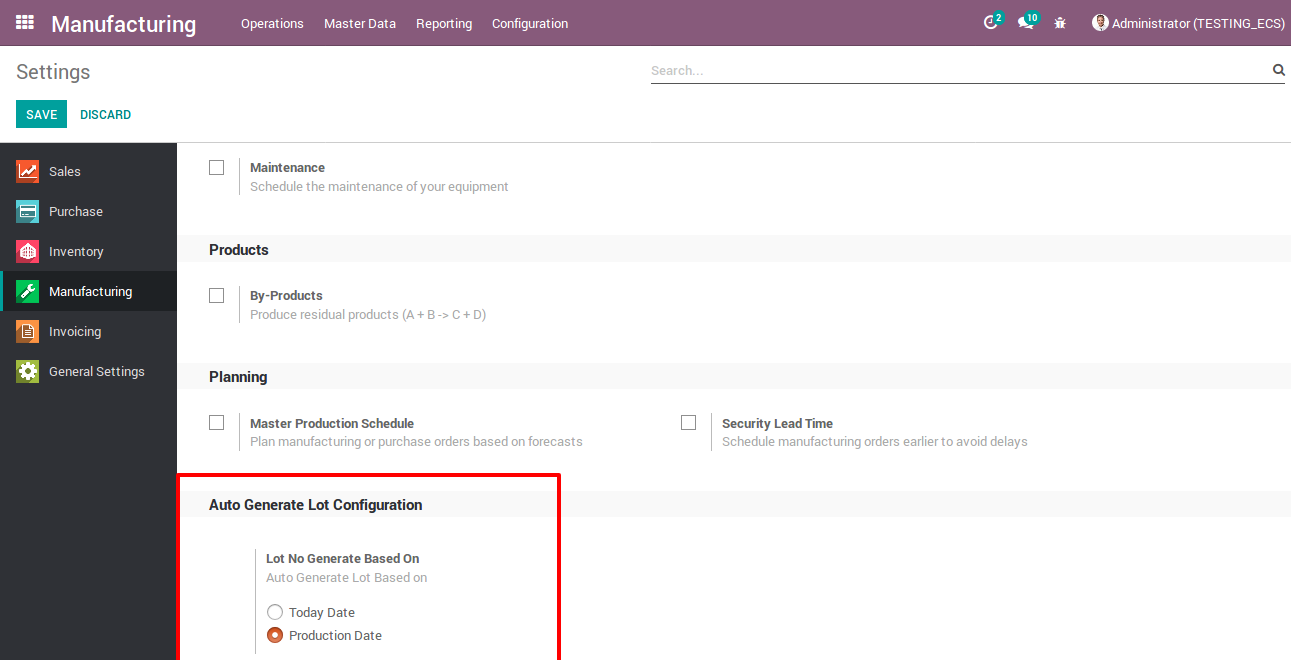 Manufacturing Operations Master Data Reporting Configuration 2 10 Administrator (TESTING_ECS)
Settings Search...
SAVE DISCARD
Sales
Purchase
Inventory
Manufacturing
Invoicing
General Settings
Maintenance
Schedule the maintenance of your equipment
Products
By-Products
Produce residual products (A + B -> C + D)
Planning
Master Production Schedule
Plan manufacturing or purchase orders based on forecasts
Security Lead Time
Schedule manufacturing orders earlier to avoid delays
Auto Generate Lot Configuration
Lot No Generate Based On
Auto Generate Lot Based on
Today Date
Production Date